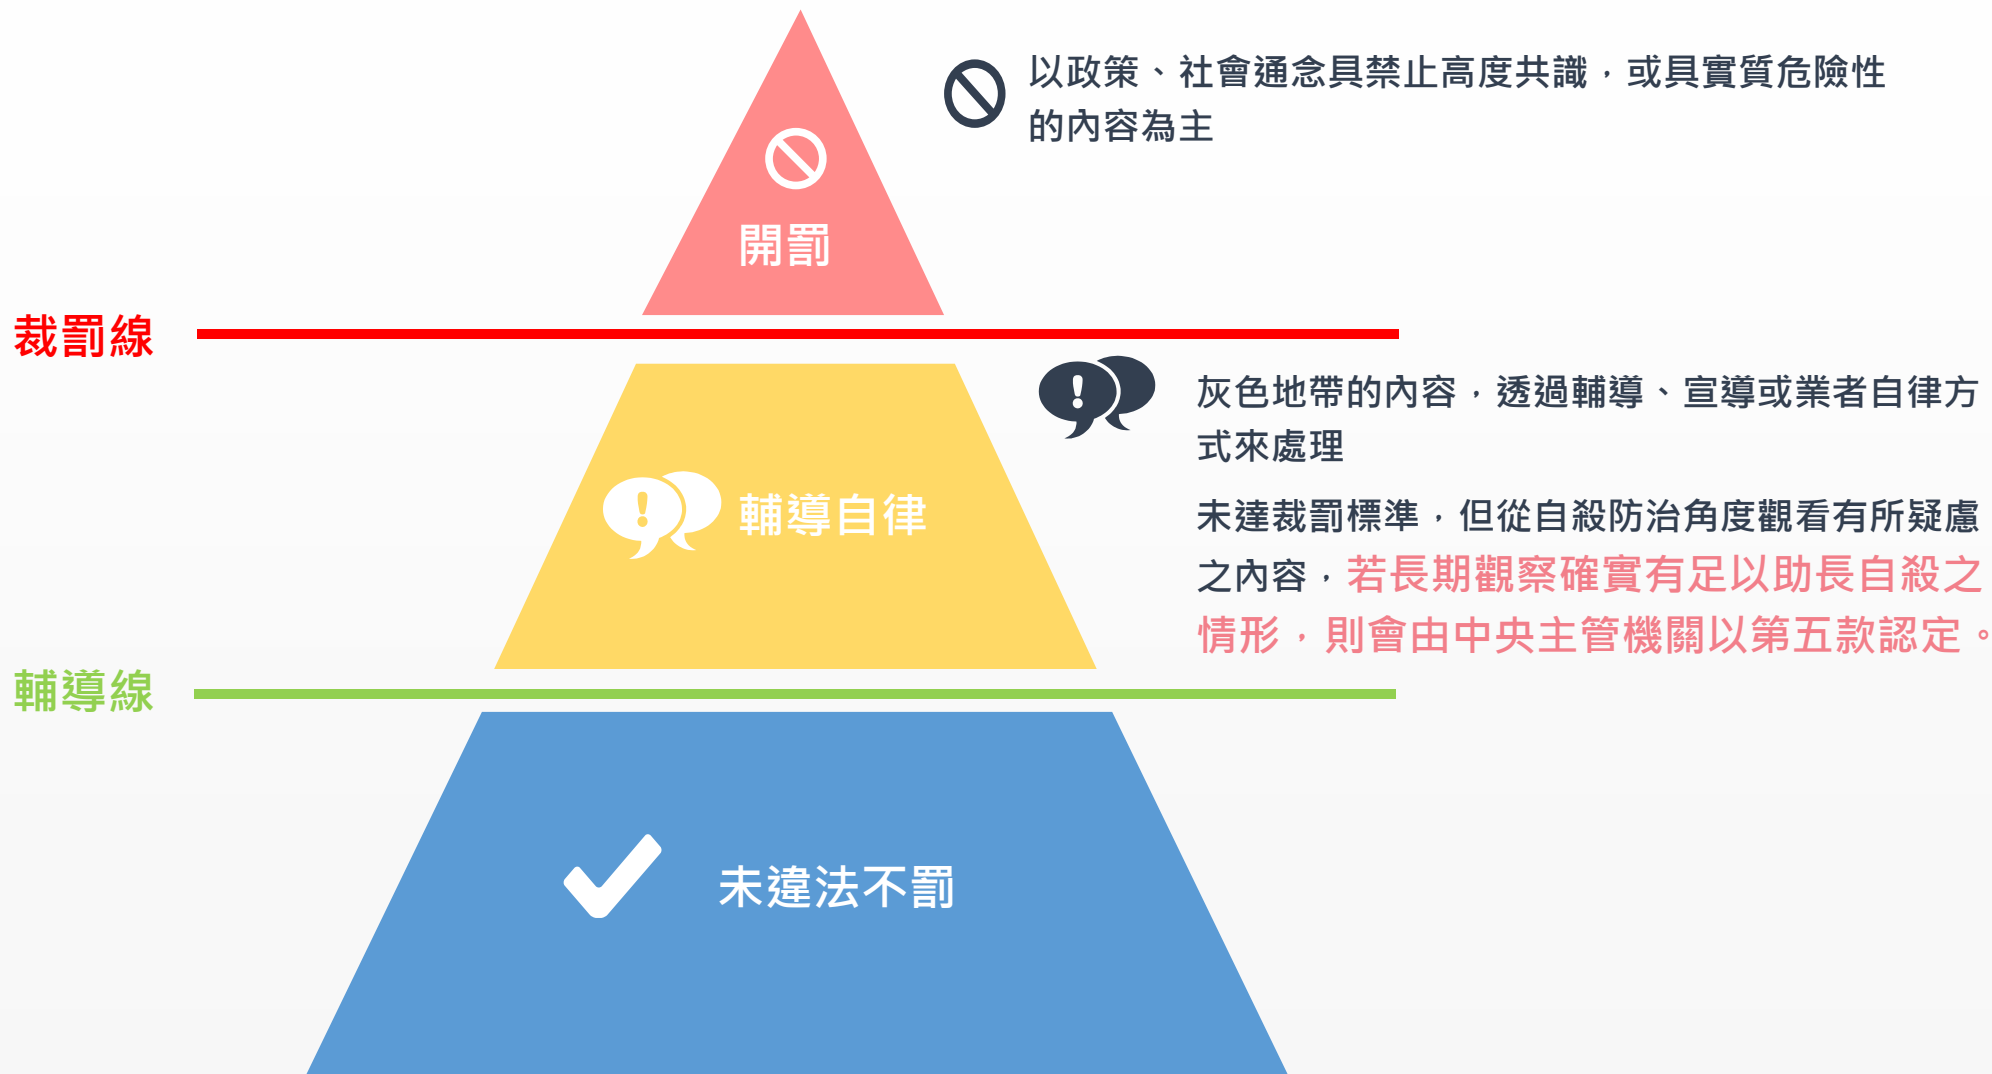 以政策、社會通念具禁止高度共識，或具實質危險性
的內容為主
開罰
裁罰線
灰色地帶的內容，透過輔導、宣導或業者自律方
式來處理
輔導自律
未達裁罰標準，但從自殺防治角度觀看有所疑慮
之內容，若長期觀察確實有足以助長自殺之
情形，則會由中央主管機關以第五款認定。
輔導線
未違法不罰